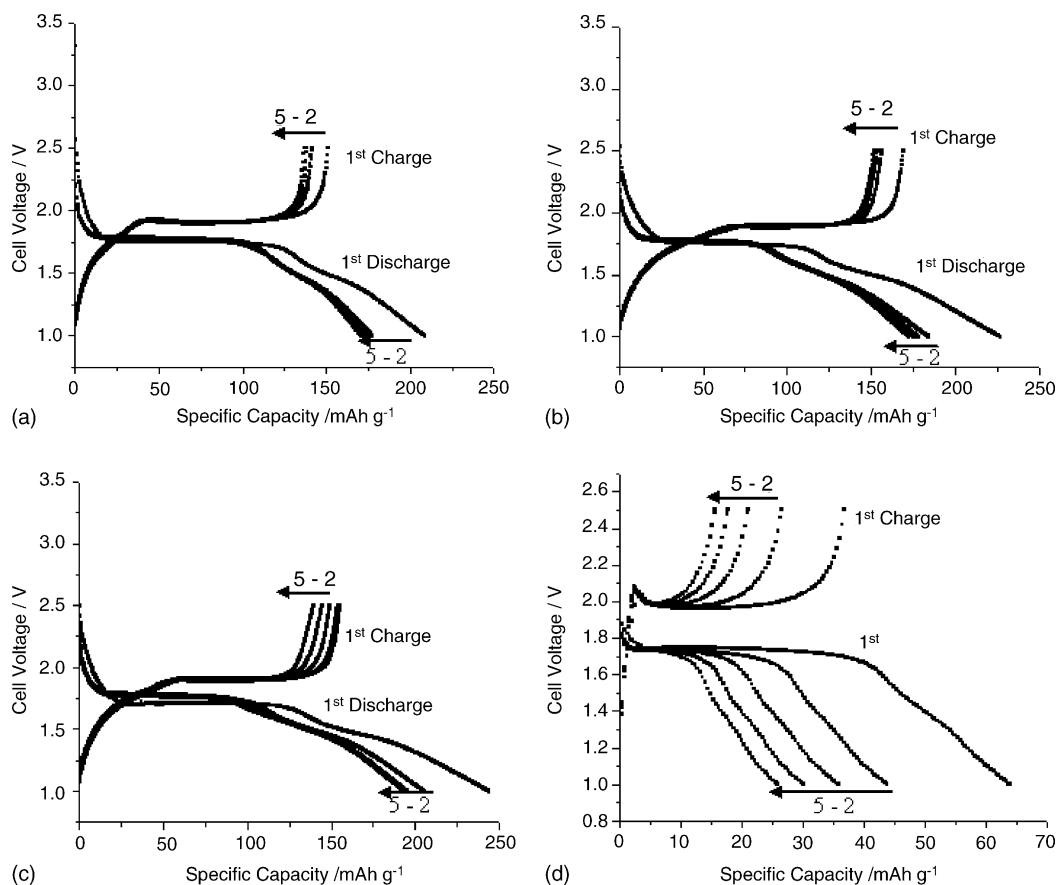 3.5
3.0
2.5
2.0
1.5
1.0
Cell Voltage / V
5 - 2
1st Charge
1st Discharge
5 - 2
0 50 100 150 200 250
Specific Capacity /mAh g-1
(a)
3.5
3.0
2.5
2.0
1.5
1.0
Cell Voltage / V
5 - 2
1st Charge
1st Discharge
5 - 2
0 50 100 150 200 250
Specific Capacity /mAh g-1
(b)
3.5
3.0
2.5
2.0
1.5
1.0
Cell Voltage / V
5 - 2
1st Charge
1st Discharge
5 - 2
0 50 100 150 200 250
Specific Capacity /mAh g-1
(c)
2.6
2.4
2.2
2.0
1.8
1.6
1.4
1.2
1.0
0.8
Cell Voltage / V
5 - 2
1st Charge
1st
5 - 2
0 10 20 30 40 50 60 70
Specific Capacity /mAh g-1
(d)